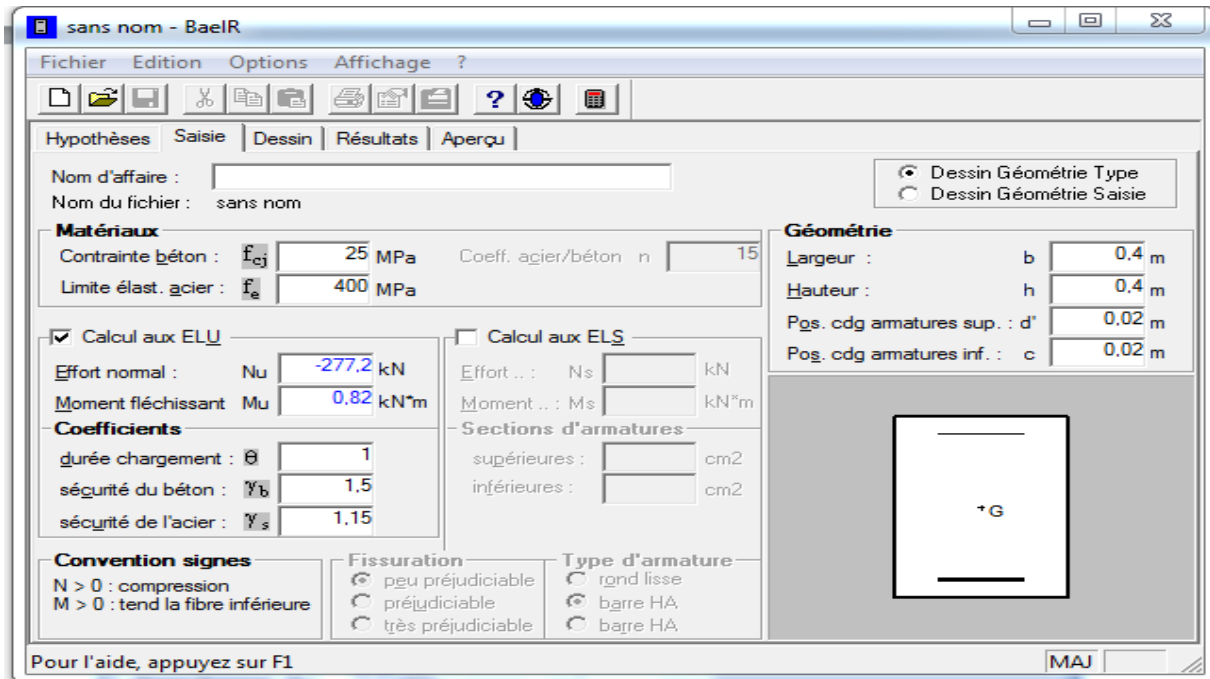 sans nom - BaelR
Fichier Edition Options Affichage ?
Hypothèses Saisie Dessin Résultats Aperçu
Nom d'affaire :
Nom du fichier : sans nom
Dessin Géométrie Type
Dessin Géométrie Saisie
Matériaux
Contrainte béton : fcj 25 MPa Coeff. acier/béton n 15
Limite élast. acier : fe 400 MPa
Géométrie
Largeur : b 0,4 m
Hauteur : h 0,4 m
Pos. cdg armatures sup. : d' 0,02 m
Pos. cdg armatures inf. : c 0,02 m
Calcul aux ELU
Effort normal : Nu -277,2 kN
Moment fléchissant Mu 0,82 kN*m
Calcul aux ELS
Effort .. : Ns kN
Moment .. : Ms kN*m
Coefficients
durée chargement : θ 1
sécurité du béton : γb 1,5
sécurité de l'acier : γs 1,15
Sections d'armatures
supérieures : cm2
inférieures : cm2
Convention signes
N > 0 : compression
M > 0 : tend la fibre inférieure
Fissuration
peu préjudiciable
préjudiciable
très préjudiciable
Type d'armature
rond lisse
barre HA
barre HA
+G
Pour l'aide, appuyez sur F1 MAJ